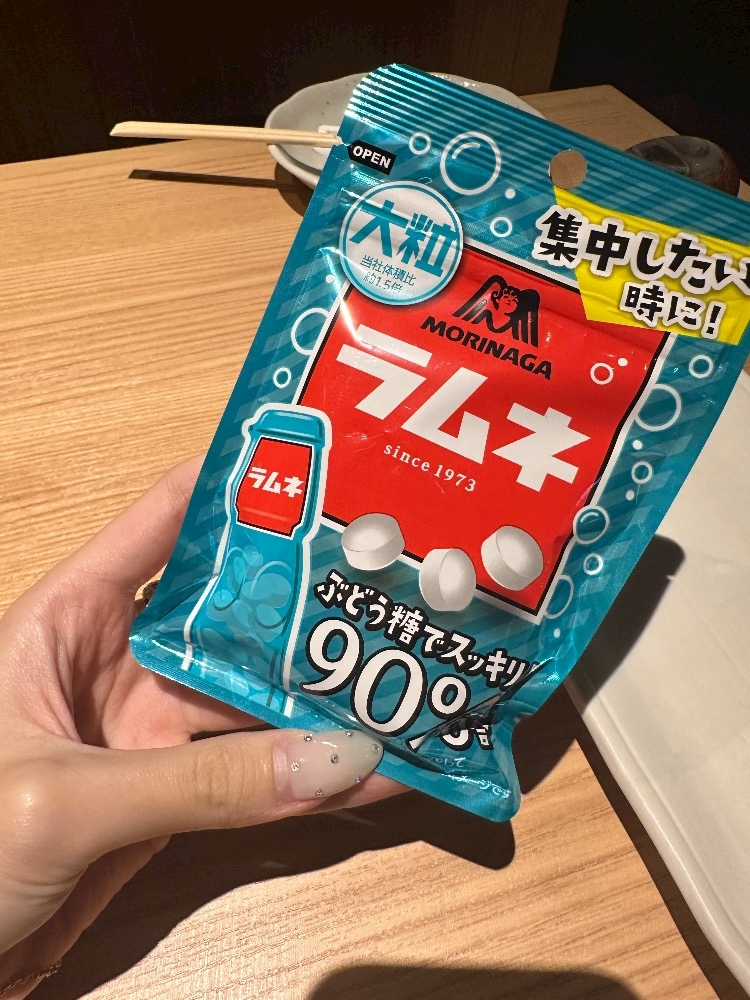 OPEN
大粒
当社体積比
約1.5倍
集中したい
時に!
MORINAGA
ラムネ
since 1973
ラムネ
ぶどう糖でスッキリ
90%